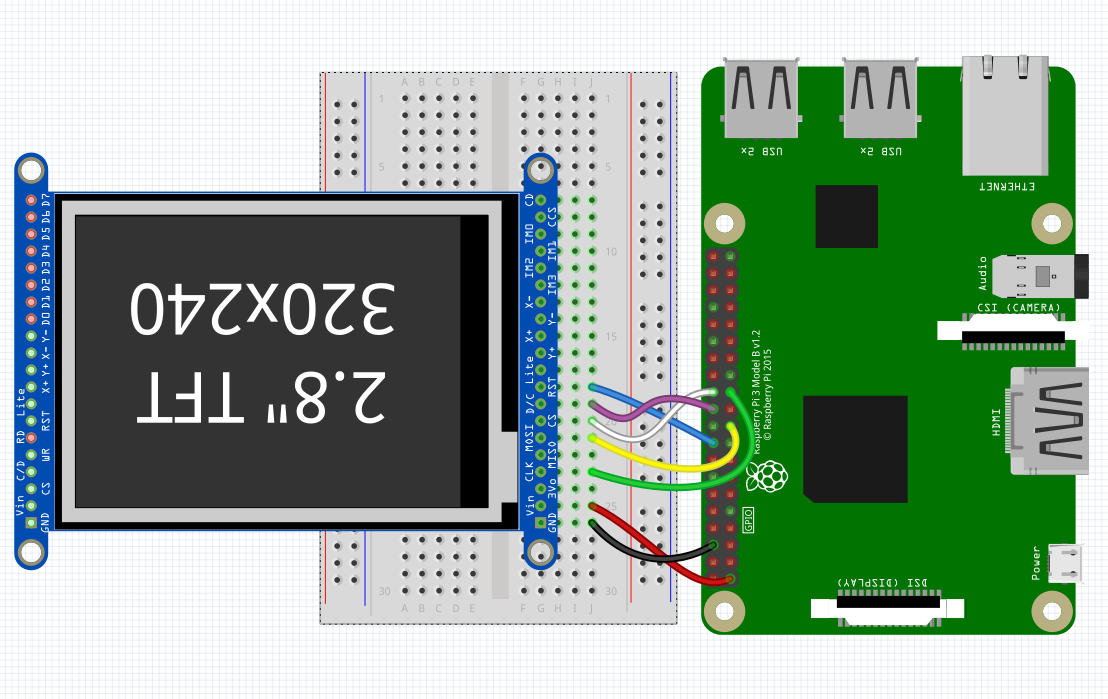 A B C D E F G H I J
1 1
5 5
10
15
20
25
30 30
A B C D E F G H I J
D7
D6
D5
D4
D3
D2
D1
D0
Y-
X-
Y+
X+
Lite
RD
RST
WR
C/D
CS
Vin
GND
320x240
2.8" TFT
CD
CCS
IM0
IM1
IM2
IM3
X-
Y-
X+
Y+
Lite
RST
D/C
CS
MOSI
MISO
CLK
3Vo
Vin
GND
USB 2x
USB 2x
ETHERNET
Audio
CSI (CAMERA)
HDMI
Raspberry Pi 3 Model B v1.2
© Raspberry Pi 2015
GPIO
Power
DSI (DISPLAY)